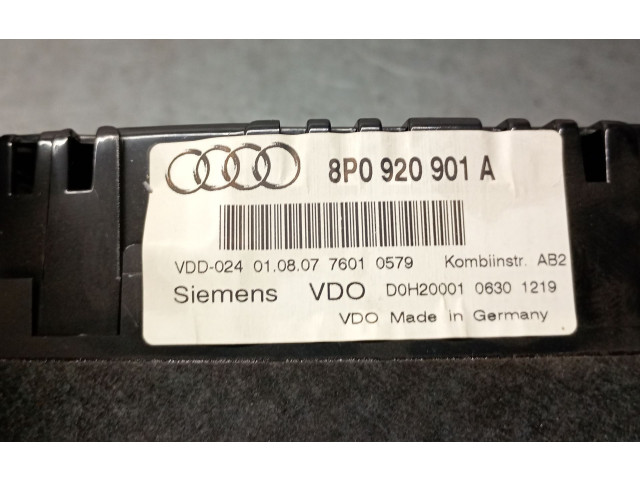 8P0 920 901 A
VDD-024 01.08.07 7601 0579 Kombiinstr. AB2
Siemens VDO D0H20001 0630 1219
VDO Made in Germany